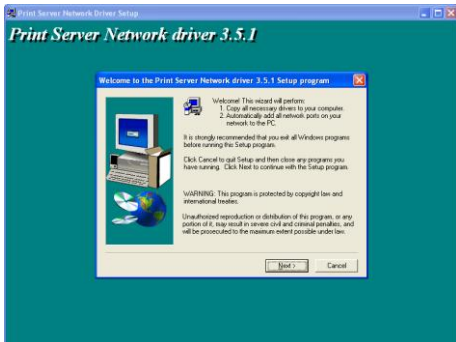 Print Server Network Driver Setup
Print Server Network driver 3.5.1
Welcome to the Print Server Network driver 3.5.1 Setup program
Welcome! This wizard will perform:
1. Copy all necessary drivers to your computer.
2. Automatically add all network ports on your
network to the PC.
It is strongly recommended that you exit all Windows programs
before running this Setup program.
Click Cancel to quit Setup and then close any programs you
have running. Click Next to continue with the Setup program.
WARNING: This program is protected by copyright law and
international treaties.
Unauthorized reproduction or distribution of this program, or any
portion of it, may result in severe civil and criminal penalties, and
will be prosecuted to the maximum extent possible under law.
Next >
Cancel